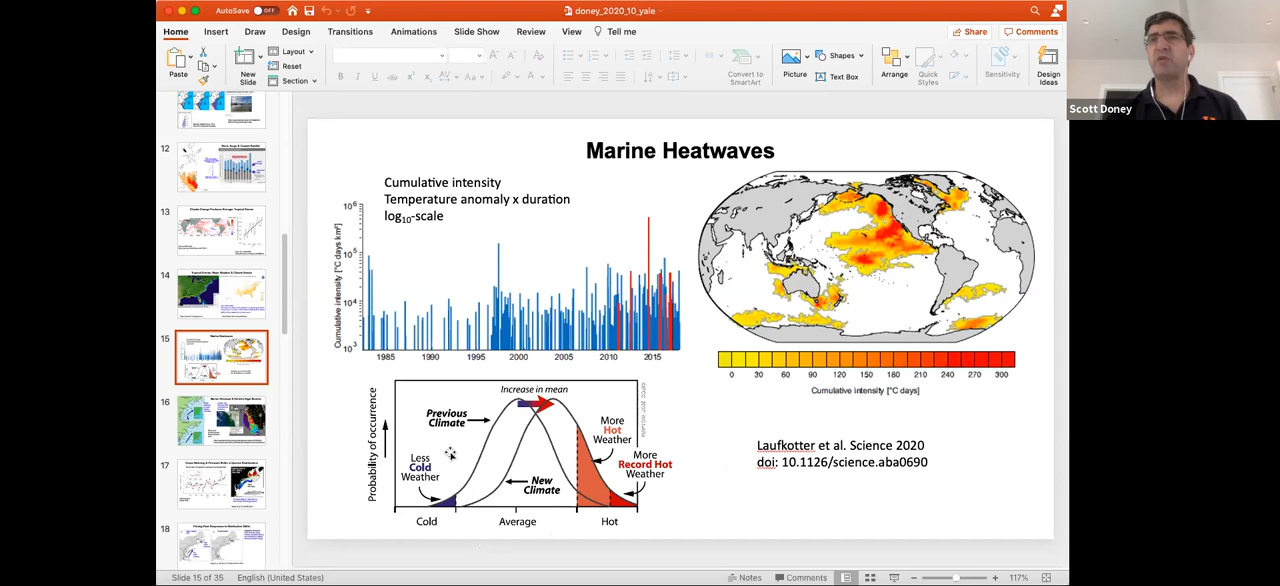 AutoSave OFF
doney_2020_10_yale
Home Insert Draw Design Transitions Animations Slide Show Review View Tell me
Share Comments
Paste
New Slide
Layout
Reset
Section
Convert to SmartArt
Picture
Shapes
Text Box
Arrange
Quick Styles
Sensitivity
Design Ideas
Scott Doney
12
13
14
15
16
17
18
Marine Heatwaves
Cumulative intensity
Temperature anomaly x duration
log10-scale
Cumulative intensity [°C days km²]
10⁶
10⁵
10⁴
10³
1985 1990 1995 2000 2005 2010 2015
0 30 60 90 120 150 180 210 240 270 300
Cumulative intensity [°C days]
Probability of occurrence
Increase in mean
Previous
Climate
Less
Cold
Weather
New
Climate
More
Hot
Weather
More
Record Hot
Weather
Cold Average Hot
Laufkotter et al. Science 2020
doi: 10.1126/science.aba0690
Slide 15 of 35 English (United States)
Notes Comments 117%